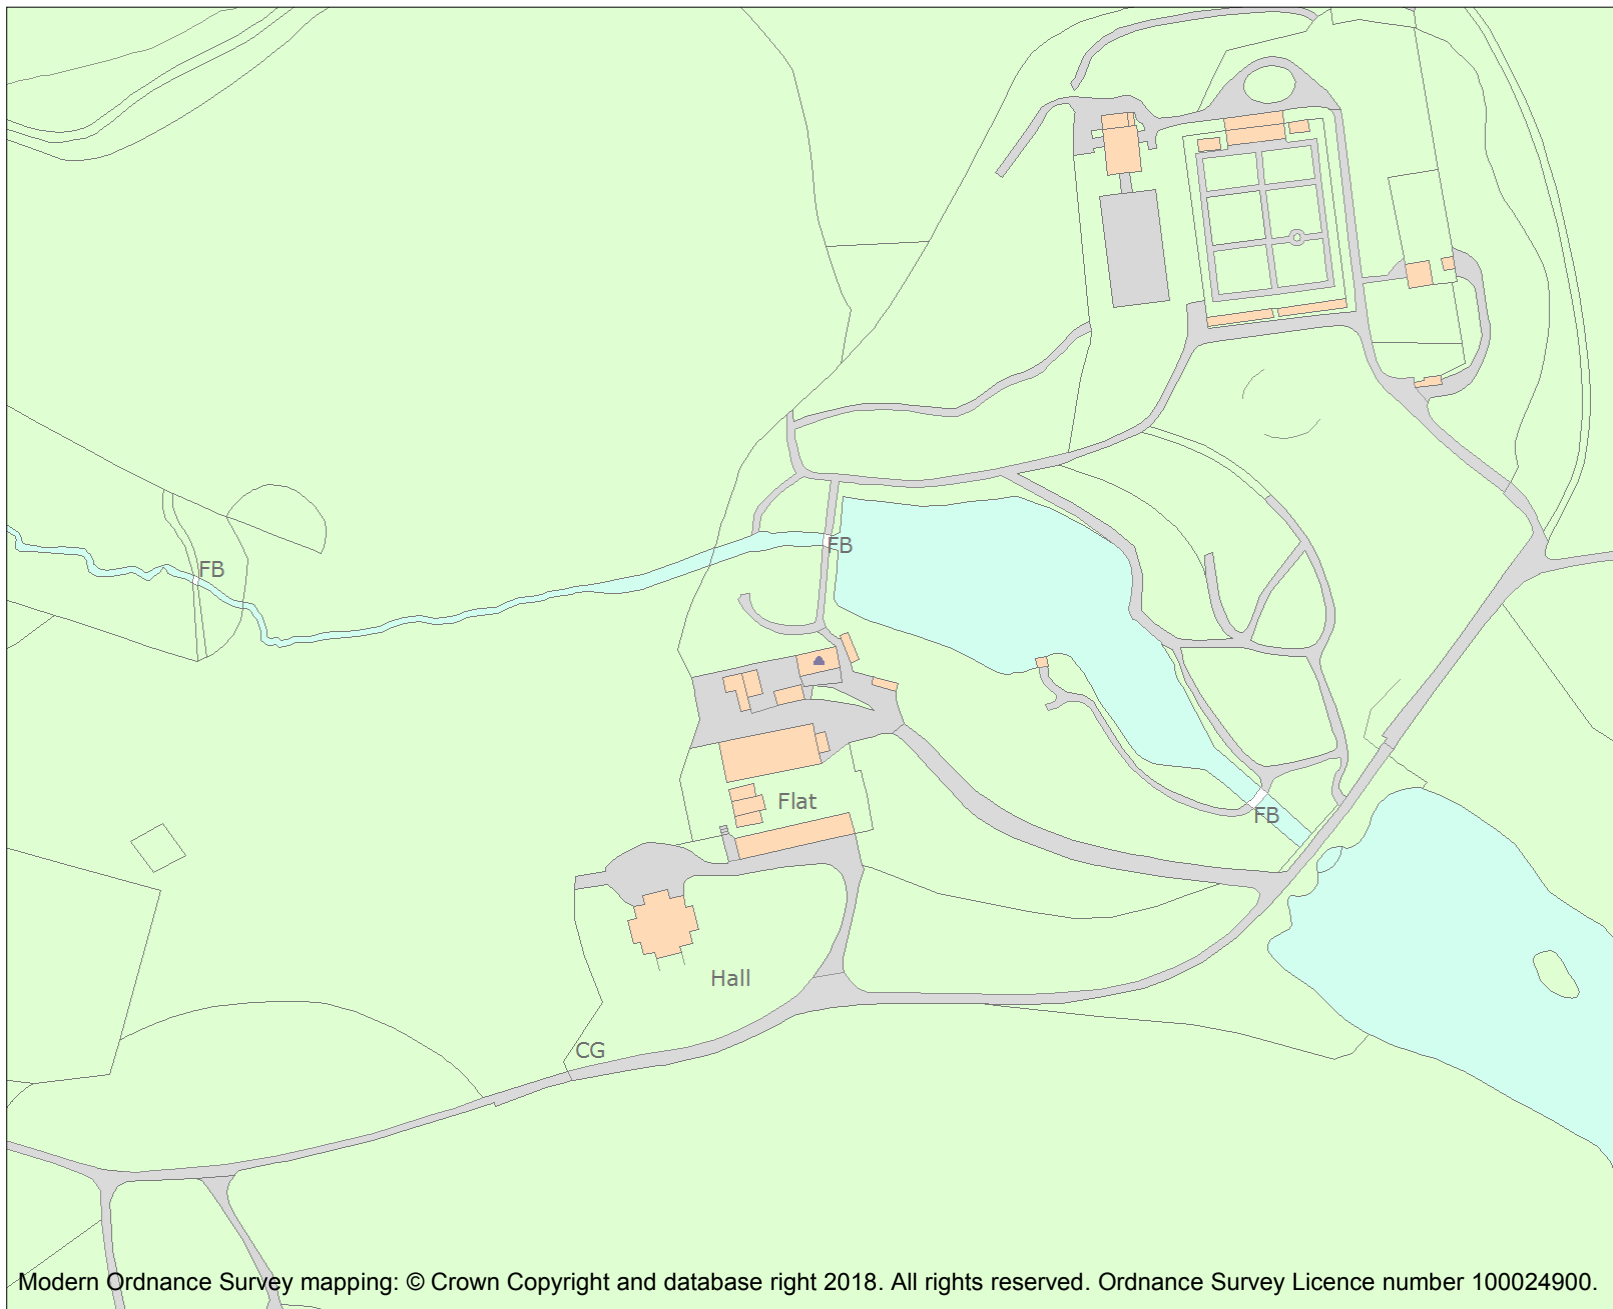 FB
FB
Flat
FB
Hall
CG
Modern Ordnance Survey mapping: © Crown Copyright and database right 2018. All rights reserved. Ordnance Survey Licence number 100024900.